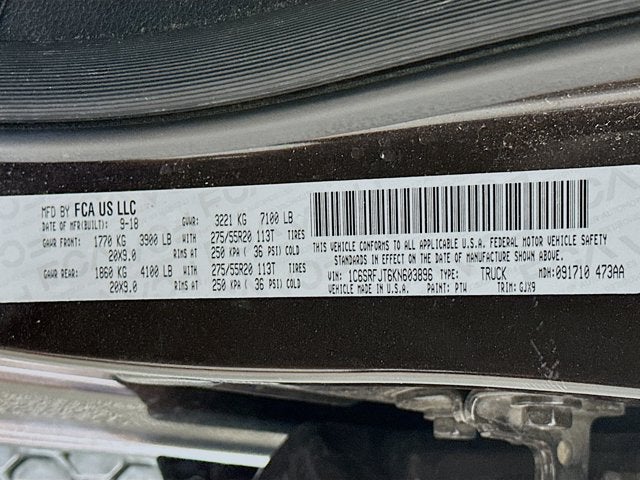 MFD BY FCA US LLC
DATE OF MFR(BUILT): 9-18 GVWR: 3221 KG 7100 LB
GAWR FRONT: 1770 KG 3900 LB WITH 275/55R20 113T TIRES
20X9.0 RIMS AT 250 KPA ( 36 PSI) COLD
GAWR REAR: 1860 KG 4100 LB WITH 275/55R20 113T TIRES
20X9.0 RIMS AT 250 KPA ( 36 PSI) COLD
THIS VEHICLE CONFORMS TO ALL APPLICABLE U.S.A. FEDERAL MOTOR VEHICLE SAFETY
STANDARDS IN EFFECT ON THE DATE OF MANUFACTURE SHOWN ABOVE.
VIN: 1C6SRFJT6KN603896 TYPE: TRUCK MDH: 091710 473AA
VEHICLE MADE IN U.S.A. PAINT: PTW TRIM: GJX9